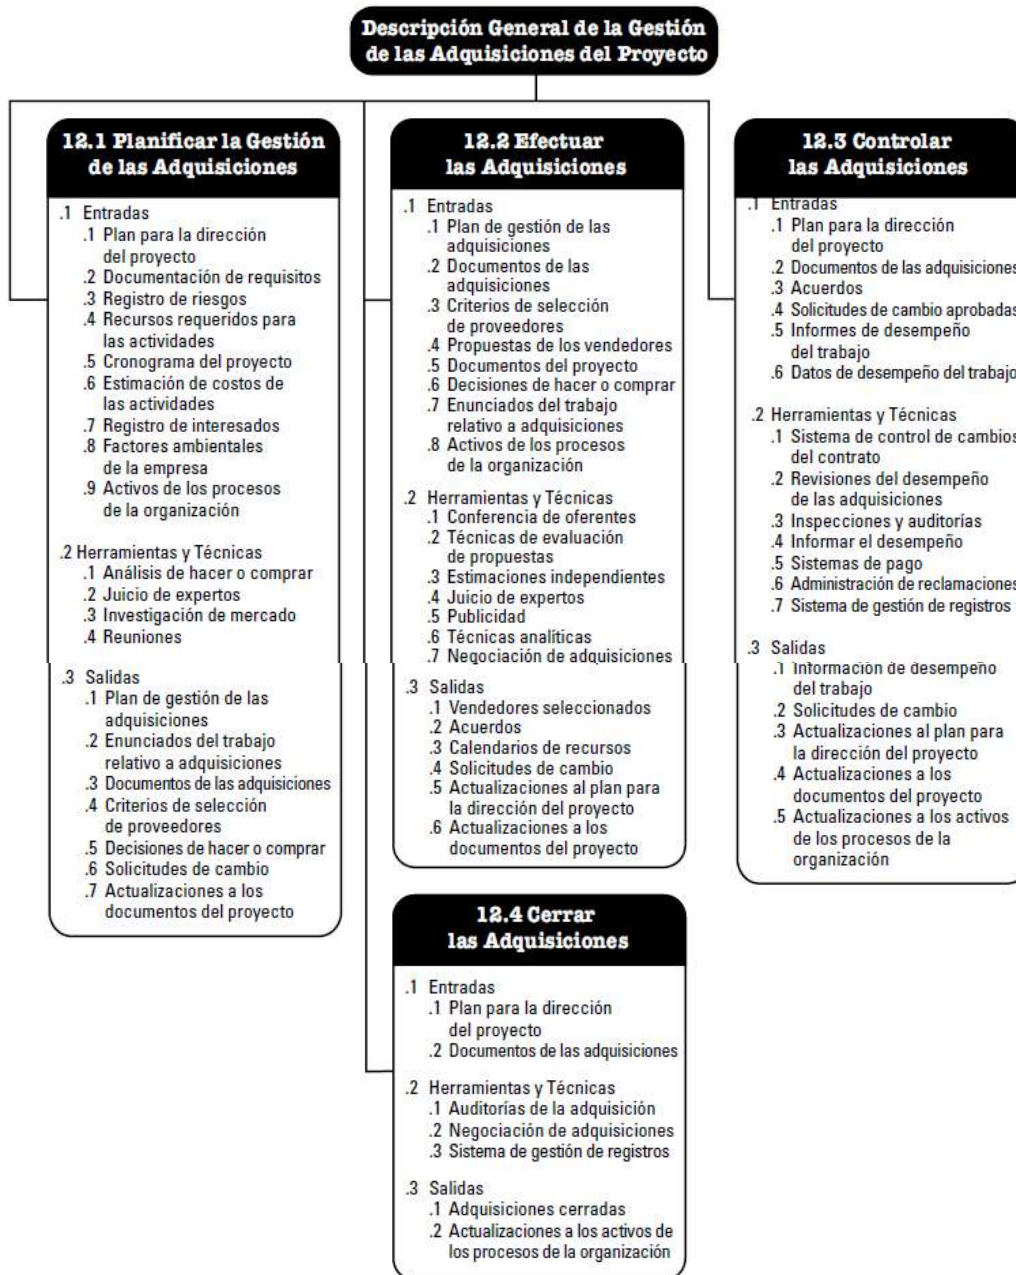 Descripción General de la Gestión
de las Adquisiciones del Proyecto
12.1 Planificar la Gestión
de las Adquisiciones
.1 Entradas
.1 Plan para la dirección
del proyecto
.2 Documentación de requisitos
.3 Registro de riesgos
.4 Recursos requeridos para
las actividades
.5 Cronograma del proyecto
.6 Estimación de costos de
las actividades
.7 Registro de interesados
.8 Factores ambientales
de la empresa
.9 Activos de los procesos
de la organización
.2 Herramientas y Técnicas
.1 Análisis de hacer o comprar
.2 Juicio de expertos
.3 Investigación de mercado
.4 Reuniones
.3 Salidas
.1 Plan de gestión de las
adquisiciones
.2 Enunciados del trabajo
relativo a adquisiciones
.3 Documentos de las adquisiciones
.4 Criterios de selección
de proveedores
.5 Decisiones de hacer o comprar
.6 Solicitudes de cambio
.7 Actualizaciones a los
documentos del proyecto
12.2 Efectuar
las Adquisiciones
.1 Entradas
.1 Plan de gestión de las
adquisiciones
.2 Documentos de las
adquisiciones
.3 Criterios de selección
de proveedores
.4 Propuestas de los vendedores
.5 Documentos del proyecto
.6 Decisiones de hacer o comprar
.7 Enunciados del trabajo
relativo a adquisiciones
.8 Activos de los procesos
de la organización
.2 Herramientas y Técnicas
.1 Conferencia de oferentes
.2 Técnicas de evaluación
de propuestas
.3 Estimaciones independientes
.4 Juicio de expertos
.5 Publicidad
.6 Técnicas analíticas
.7 Negociación de adquisiciones
.3 Salidas
.1 Vendedores seleccionados
.2 Acuerdos
.3 Calendarios de recursos
.4 Solicitudes de cambio
.5 Actualizaciones al plan para
la dirección del proyecto
.6 Actualizaciones a los
documentos del proyecto
12.3 Controlar
las Adquisiciones
.1 Entradas
.1 Plan para la dirección
del proyecto
.2 Documentos de las adquisiciones
.3 Acuerdos
.4 Solicitudes de cambio aprobadas
.5 Informes de desempeño
del trabajo
.6 Datos de desempeño del trabajo
.2 Herramientas y Técnicas
.1 Sistema de control de cambios
del contrato
.2 Revisiones del desempeño
de las adquisiciones
.3 Inspecciones y auditorías
.4 Informar el desempeño
.5 Sistemas de pago
.6 Administración de reclamaciones
.7 Sistema de gestión de registros
.3 Salidas
.1 Información de desempeño
del trabajo
.2 Solicitudes de cambio
.3 Actualizaciones al plan para
la dirección del proyecto
.4 Actualizaciones a los
documentos del proyecto
.5 Actualizaciones a los activos
de los procesos de la
organización
12.4 Cerrar
las Adquisiciones
.1 Entradas
.1 Plan para la dirección
del proyecto
.2 Documentos de las adquisiciones
.2 Herramientas y Técnicas
.1 Auditorías de la adquisición
.2 Negociación de adquisiciones
.3 Sistema de gestión de registros
.3 Salidas
.1 Adquisiciones cerradas
.2 Actualizaciones a los activos de
los procesos de la organización